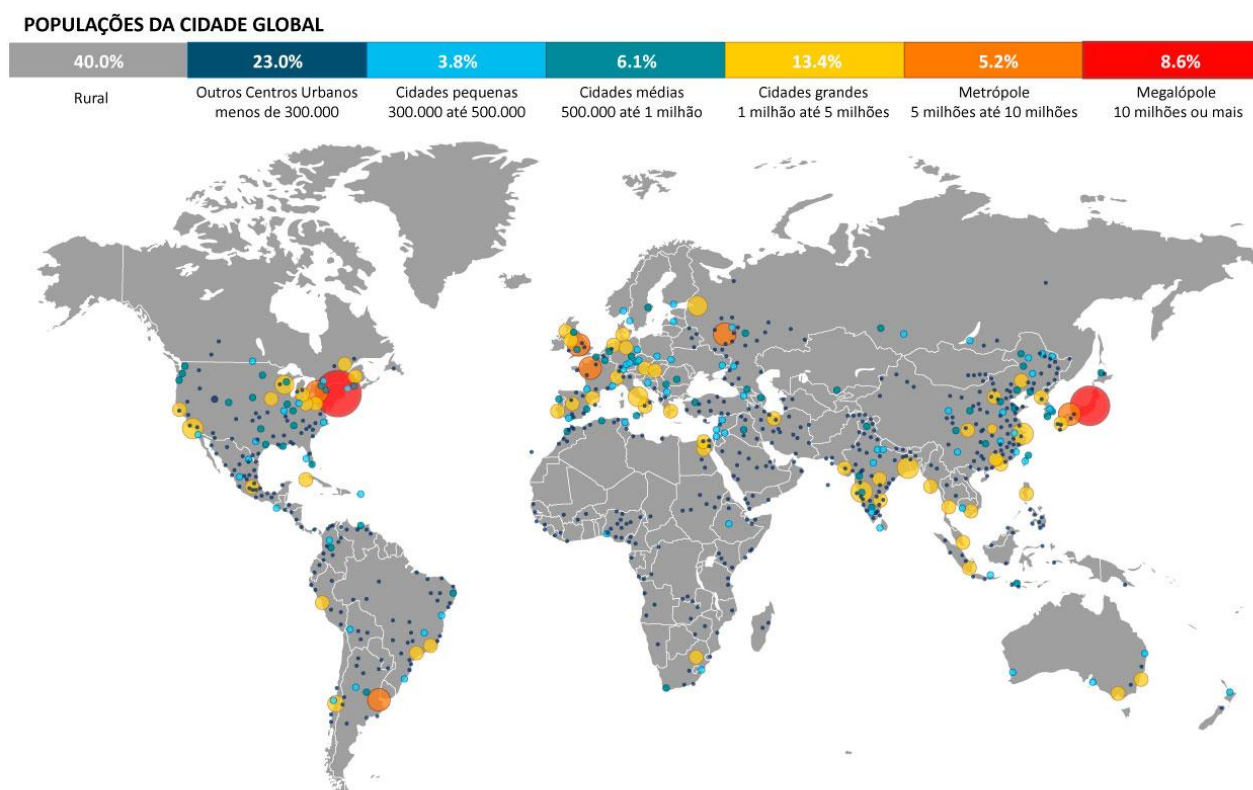 POPULAÇÕES DA CIDADE GLOBAL
40.0% 23.0% 3.8% 6.1% 13.4% 5.2% 8.6%
Rural
Outros Centros Urbanos
menos de 300.000
Cidades pequenas
300.000 até 500.000
Cidades médias
500.000 até 1 milhão
Cidades grandes
1 milhão até 5 milhões
Metrópole
5 milhões até 10 milhões
Megalópole
10 milhões ou mais